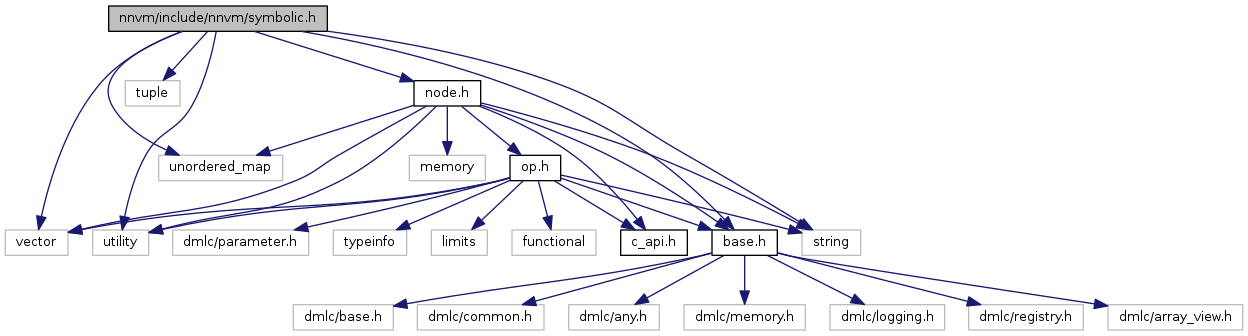 nnvm/include/nnvm/symbolic.h
tuple
node.h
unordered_map
memory
op.h
vector
utility
dmlc/parameter.h
typeinfo
limits
functional
c_api.h
base.h
string
dmlc/base.h
dmlc/common.h
dmlc/any.h
dmlc/memory.h
dmlc/logging.h
dmlc/registry.h
dmlc/array_view.h